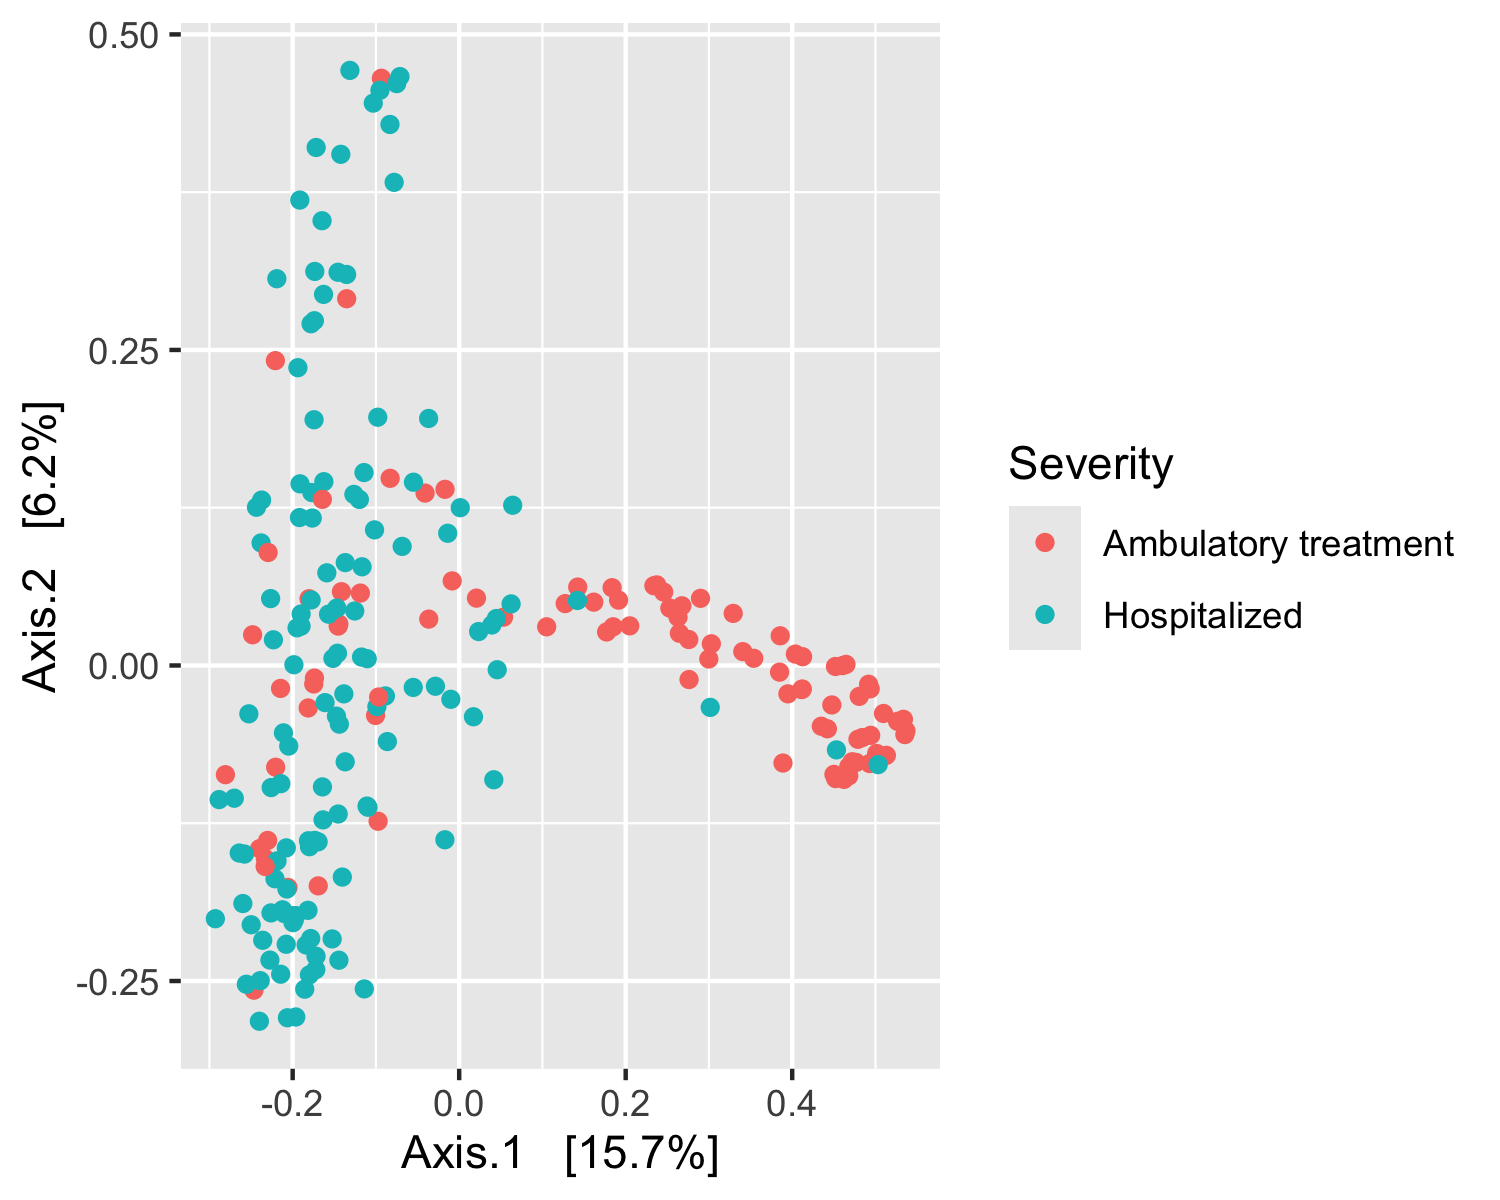 0.50
0.25
0.00
-0.25
Axis.2 [6.2%]
-0.2 0.0 0.2 0.4
Axis.1 [15.7%]
Severity
Ambulatory treatment
Hospitalized